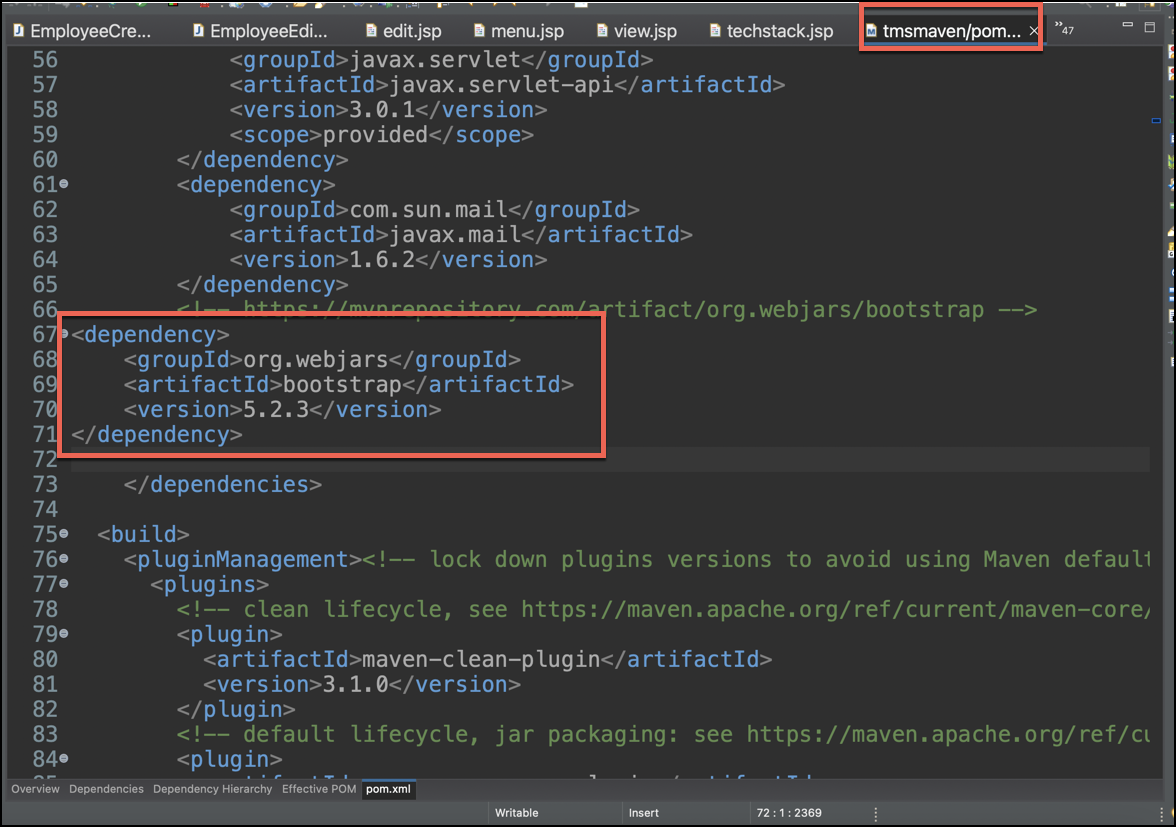 EmployeeCre... EmployeeEdi... edit.jsp menu.jsp view.jsp techstack.jsp tmsmaven/pom... 47
56 <groupId>javax.servlet</groupId>
57 <artifactId>javax.servlet-api</artifactId>
58 <version>3.0.1</version>
59 <scope>provided</scope>
60 </dependency>
61 <dependency>
62 <groupId>com.sun.mail</groupId>
63 <artifactId>javax.mail</artifactId>
64 <version>1.6.2</version>
65 </dependency>
66 <!-- https://mvnrepository.com/artifact/org.webjars/bootstrap -->
67 <dependency>
68 <groupId>org.webjars</groupId>
69 <artifactId>bootstrap</artifactId>
70 <version>5.2.3</version>
71 </dependency>
72
73 </dependencies>
74
75 <build>
76 <pluginManagement><!-- lock down plugins versions to avoid using Maven default
77 <plugins>
78 <!-- clean lifecycle, see https://maven.apache.org/ref/current/maven-core/
79 <plugin>
80 <artifactId>maven-clean-plugin</artifactId>
81 <version>3.1.0</version>
82 </plugin>
83 <!-- default lifecycle, jar packaging: see https://maven.apache.org/ref/cu
84 <plugin>
Overview Dependencies Dependency Hierarchy Effective POM pom.xml
Writable Insert 72 : 1 : 2369